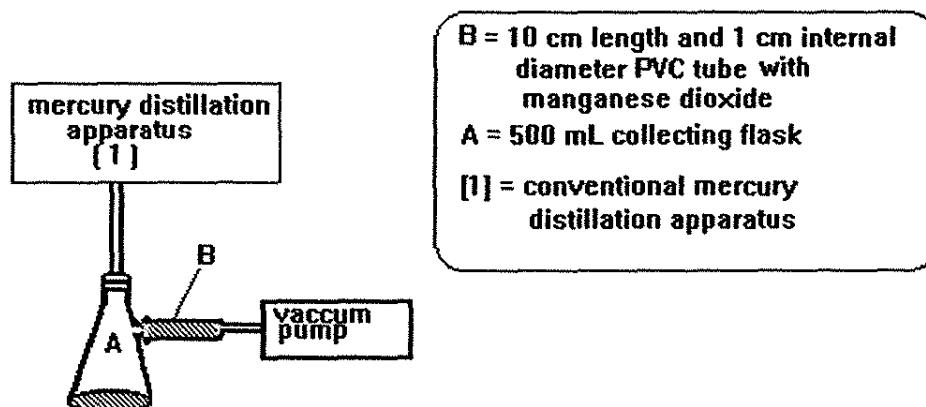 mercury distillation
apparatus
[1]
B
A
vaccum
pump
B = 10 cm length and 1 cm internal
diameter PVC tube with
manganese dioxide
A = 500 mL collecting flask
[1] = conventional mercury
distillation apparatus